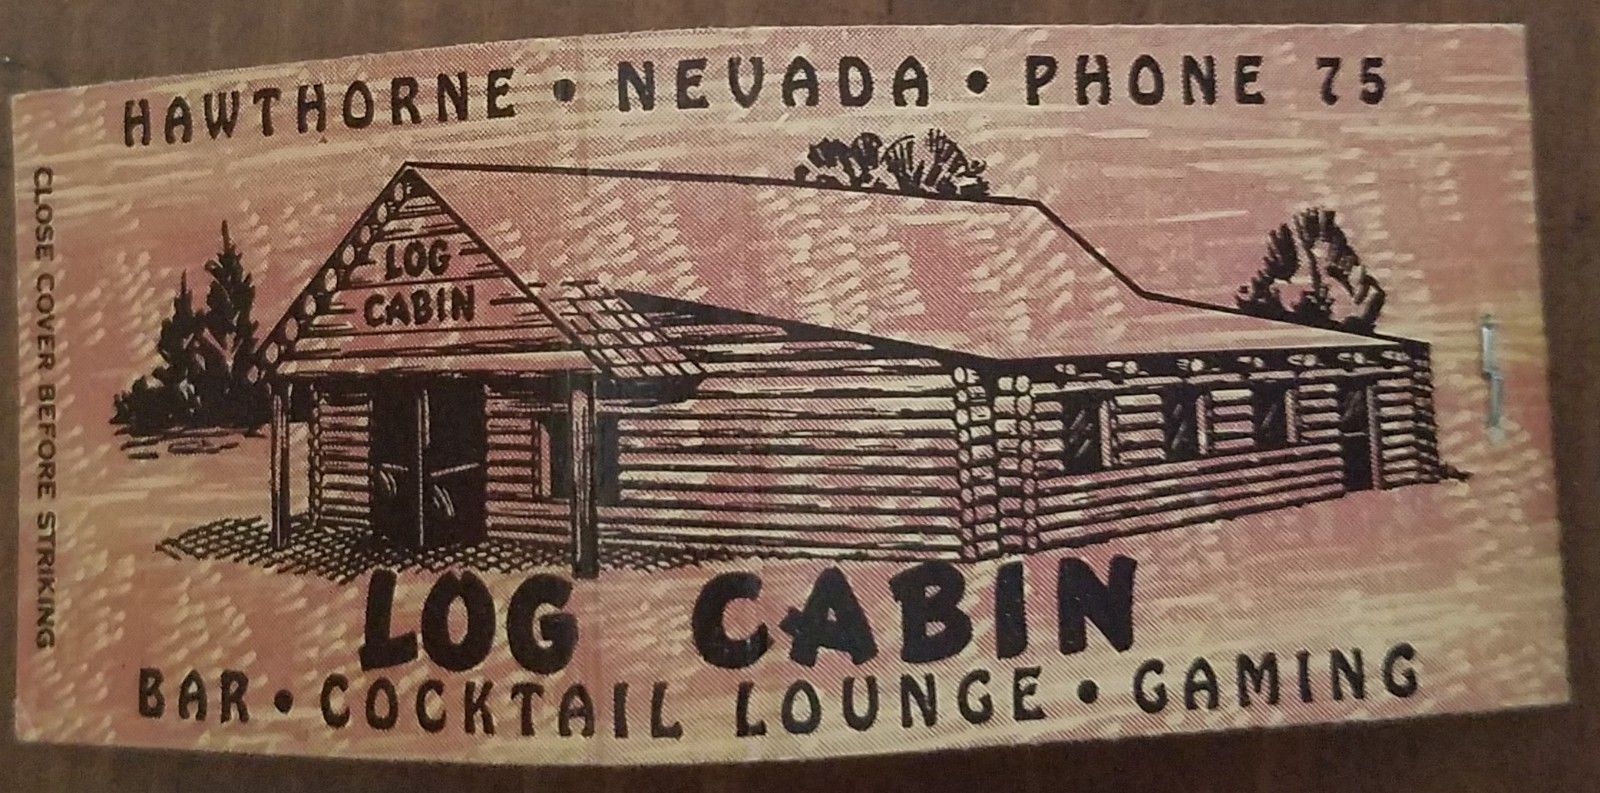 HAWTHORNE • NEVADA • PHONE 75
CLOSE COVER BEFORE STRIKING
LOG
CABIN
LOG CABIN
BAR • COCKTAIL LOUNGE • GAMING